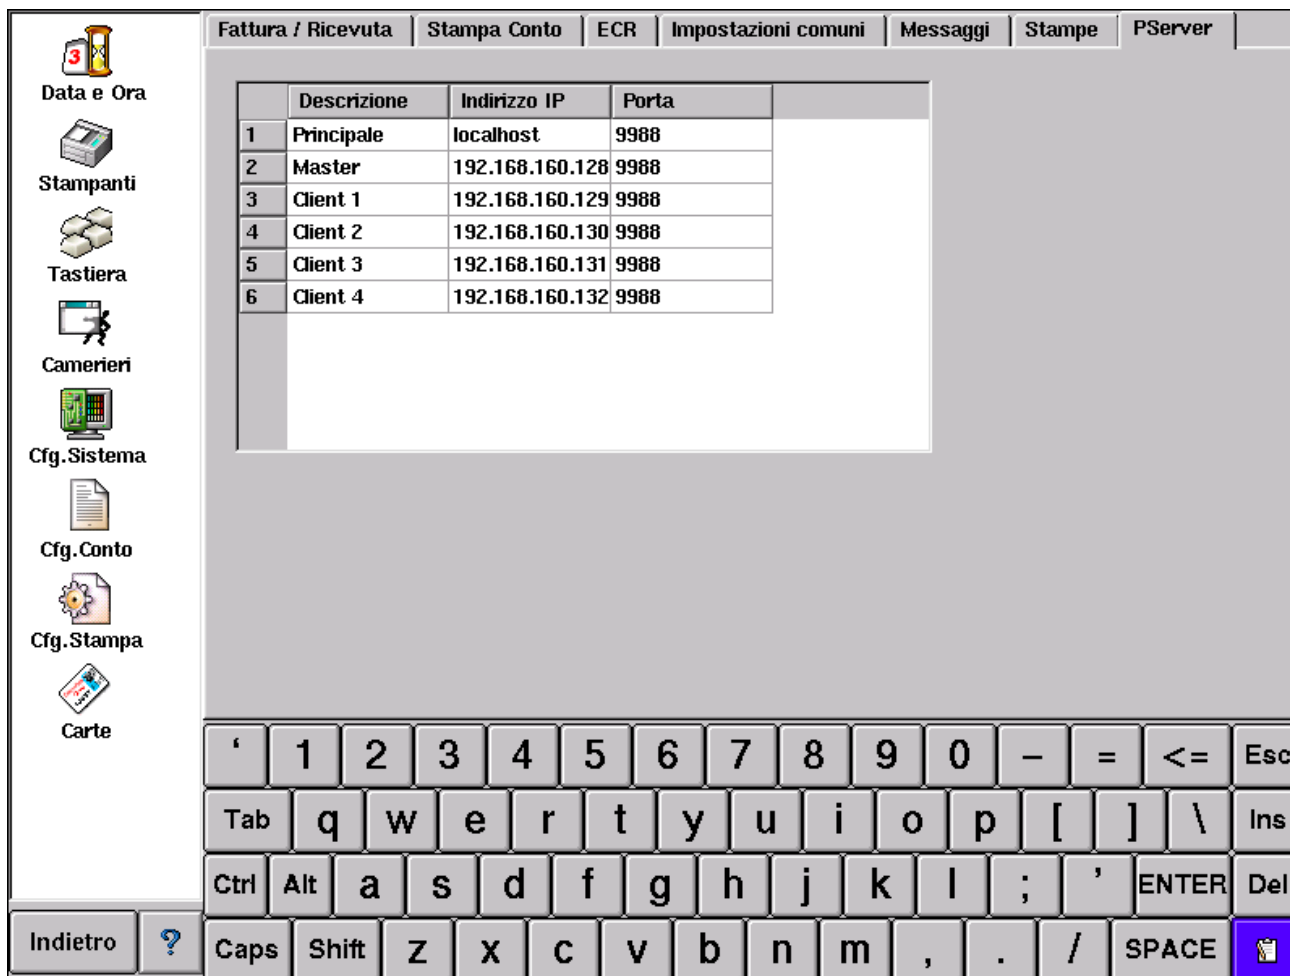 Fattura / Ricevuta Stampa Conto ECR Impostazioni comuni Messaggi Stampe PServer
3
Data e Ora
Stampanti
Tastiera
Camerieri
Cfg.Sistema
Cfg.Conto
Cfg.Stampa
Carte
Descrizione Indirizzo IP Porta
1 Principale localhost 9988
2 Master 192.168.160.128 9988
3 Client 1 192.168.160.129 9988
4 Client 2 192.168.160.130 9988
5 Client 3 192.168.160.131 9988
6 Client 4 192.168.160.132 9988
‘ 1 2 3 4 5 6 7 8 9 0 – = <= Esc
Tab q w e r t y u i o p [ ] \ Ins
Ctrl Alt a s d f g h j k l ; ’ ENTER Del
Indietro ? Caps Shift z x c v b n m , . / SPACE